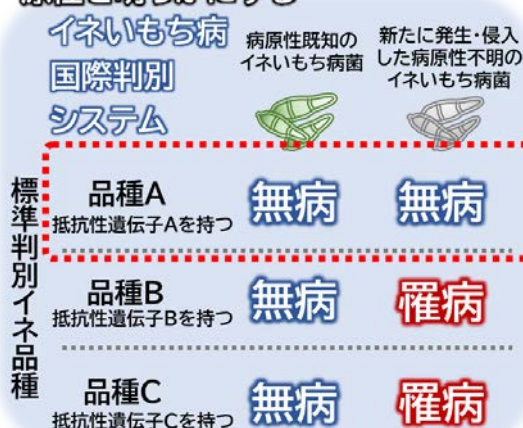 イネいもち病
国際判別
システム
病原性既知の
イネいもち病菌
新たに発生・侵入
した病原性不明の
イネいもち病菌
標準判別イネ品種
品種A
抵抗性遺伝子Aを持つ
無病
無病
品種B
抵抗性遺伝子Bを持つ
無病
罹病
品種C
抵抗性遺伝子Cを持つ
無病
罹病